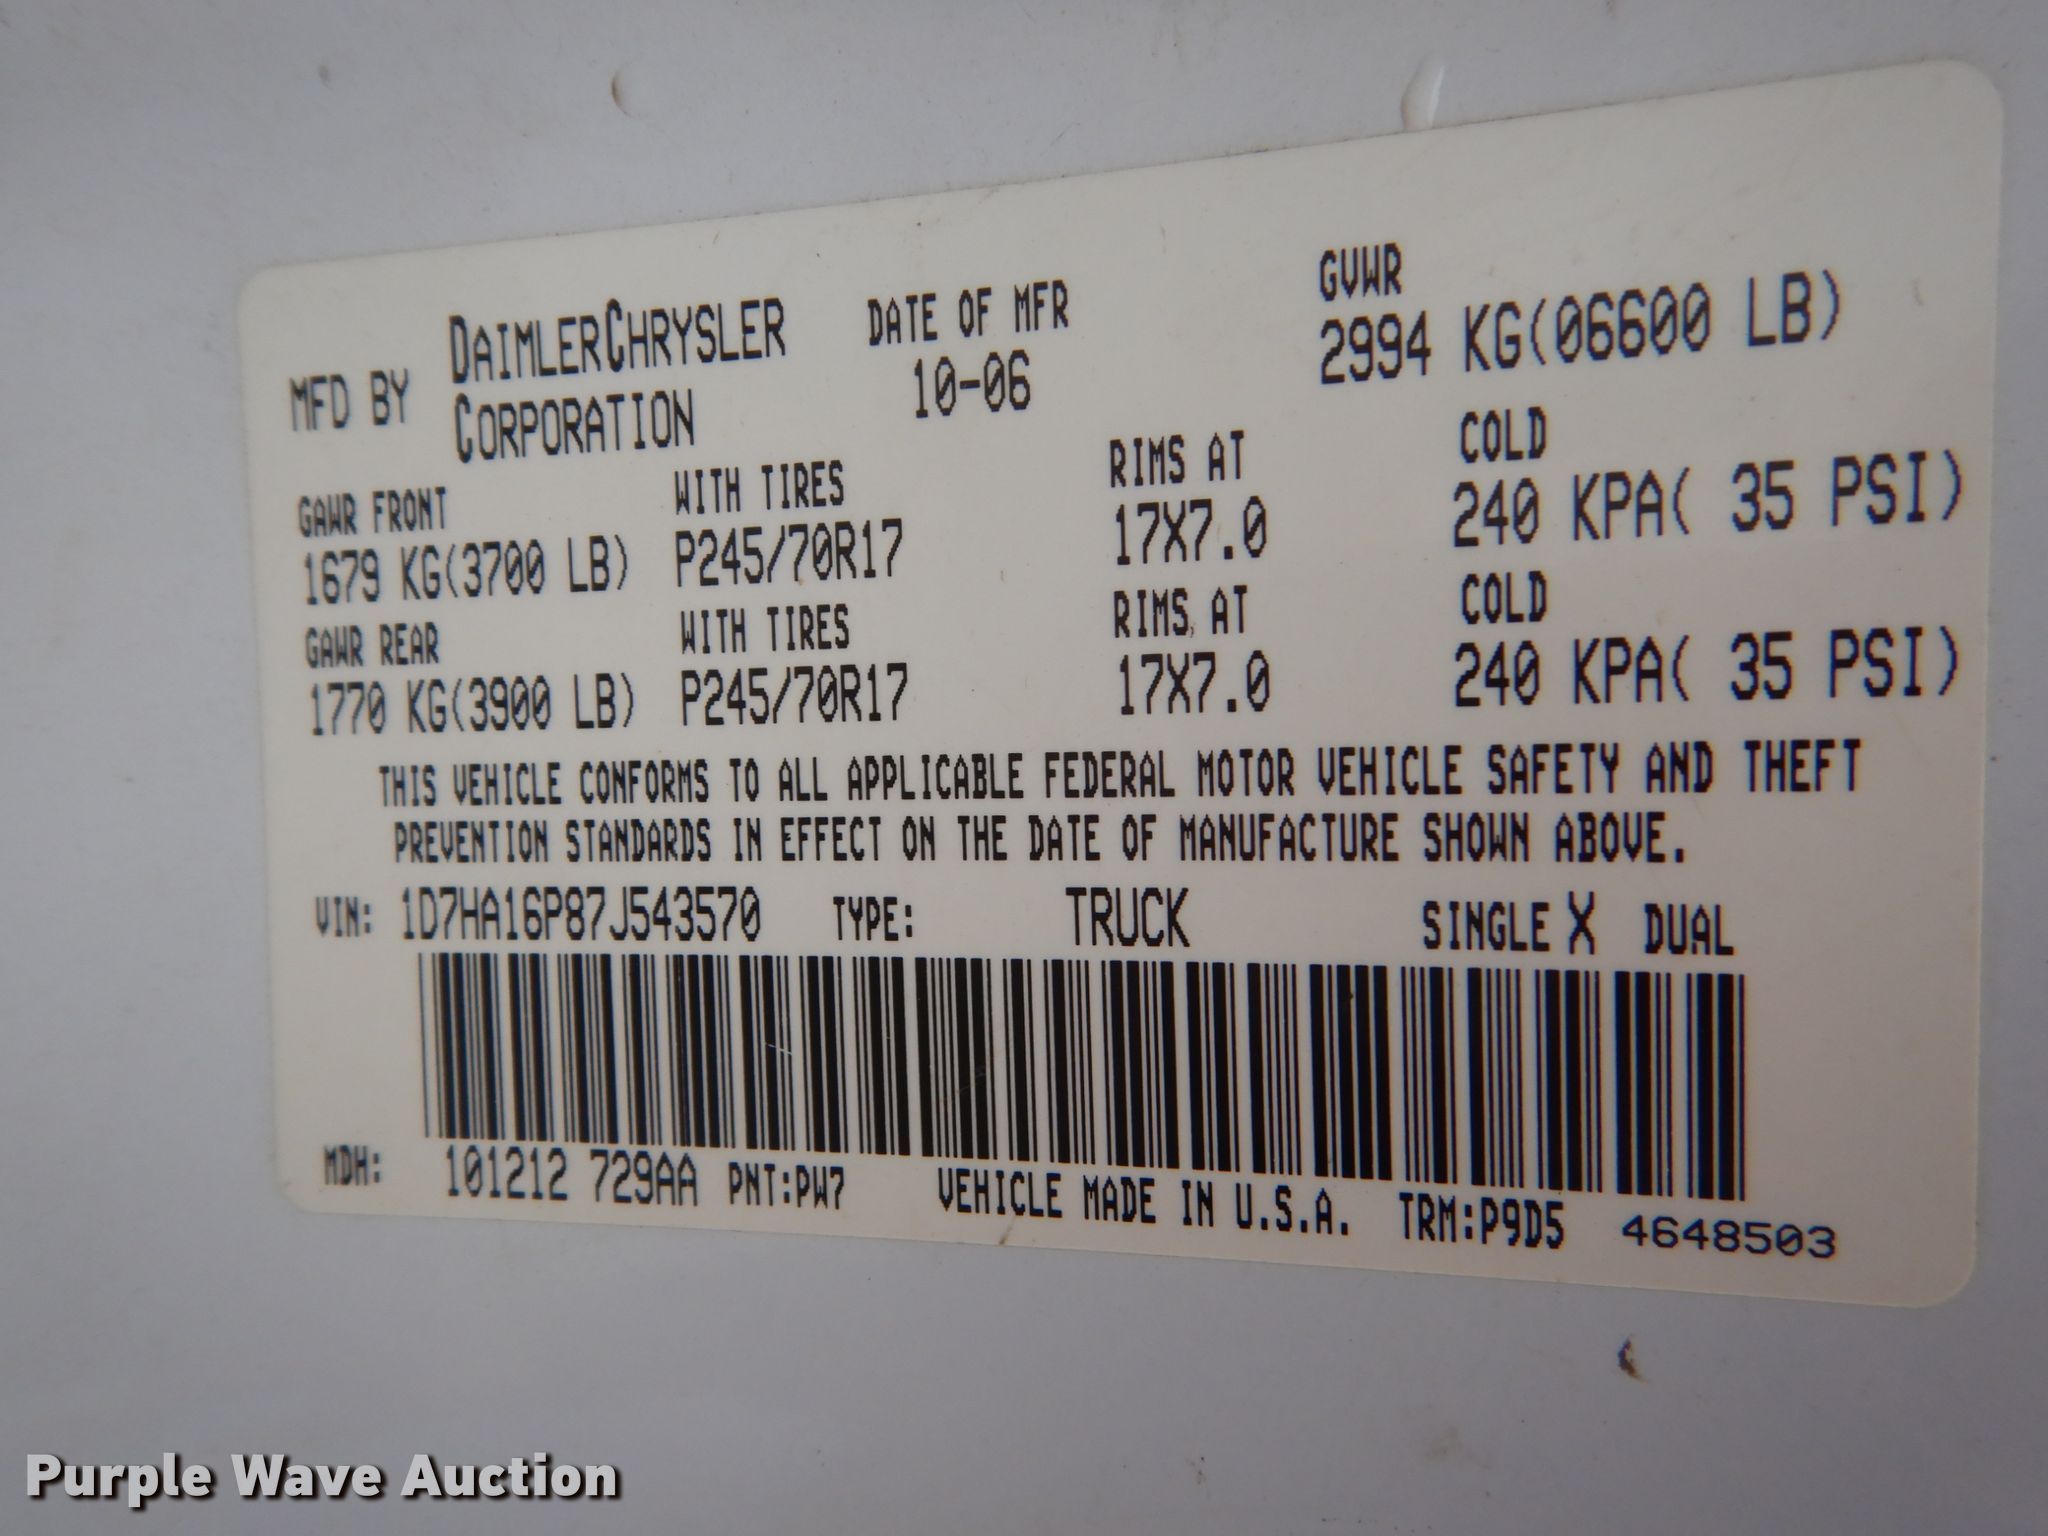 MFD BY DAIMLERCHRYSLER CORPORATION DATE OF MFR 10-06 GVWR 2994 KG(06600 LB)
GAWR FRONT WITH TIRES RIMS AT COLD
1679 KG(3700 LB) P245/70R17 17X7.0 240 KPA( 35 PSI)
GAWR REAR WITH TIRES RIMS AT COLD
1770 KG(3900 LB) P245/70R17 17X7.0 240 KPA( 35 PSI)
THIS VEHICLE CONFORMS TO ALL APPLICABLE FEDERAL MOTOR VEHICLE SAFETY AND THEFT
PREVENTION STANDARDS IN EFFECT ON THE DATE OF MANUFACTURE SHOWN ABOVE.
VIN: 1D7HA16P87J543570 TYPE: TRUCK SINGLE X DUAL
MDH: 101212 729AA PNT:PW7 VEHICLE MADE IN U.S.A. TRM:P9D5 4648503
Purple Wave Auction